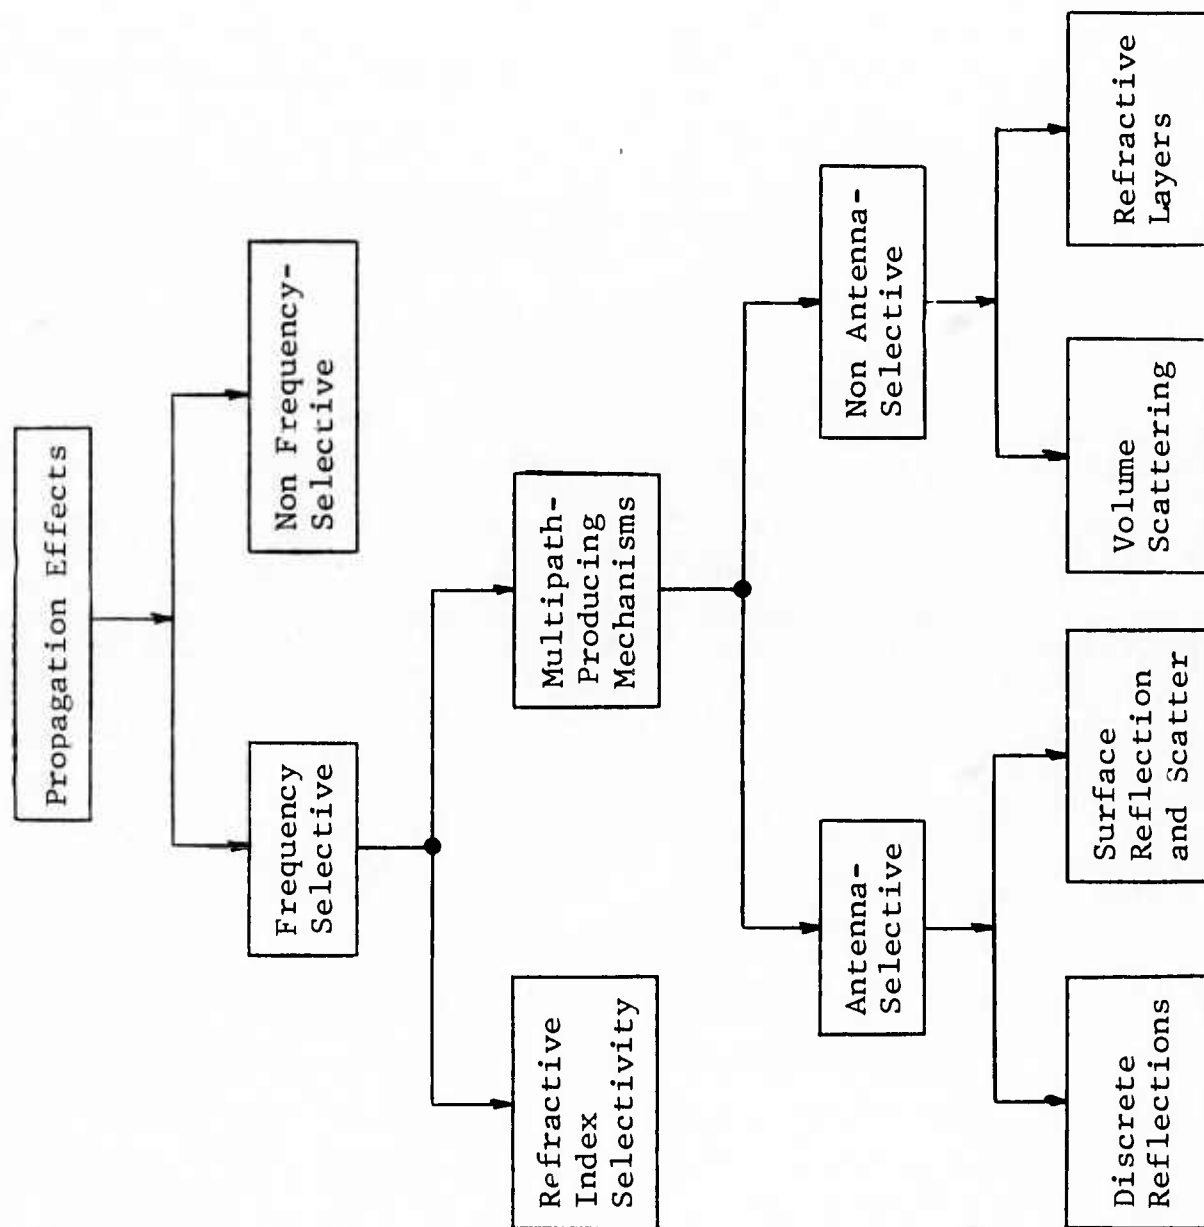 Propagation Effects
Frequency
Selective
Non Frequency-
Selective
Refractive
Index
Selectivity
Multipath-
Producing
Mechanisms
Antenna-
Selective
Non Antenna-
Selective
Discrete
Reflections
Surface
Reflection
and Scatter
Volume
Scattering
Refractive
Layers